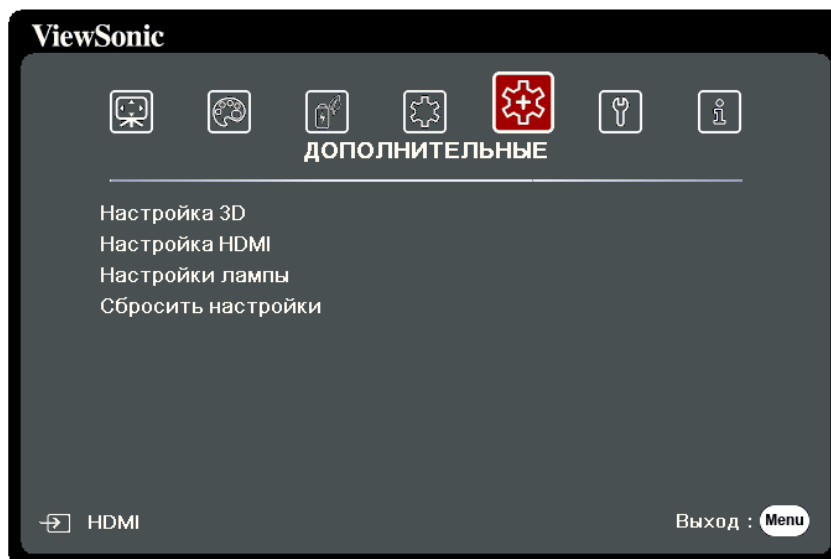 ViewSonic
ДОПОЛНИТЕЛЬНЫЕ
Настройка 3D
Настройка HDMI
Настройки лампы
Сбросить настройки
HDMI
Выход : Menu